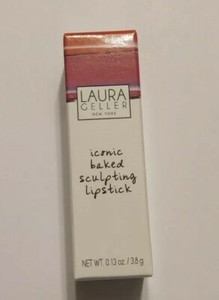 LAURA
GELLER
NEW YORK
iconic
baked
sculpting
lipstick
NET WT. 0.13 oz. / 3.8 g